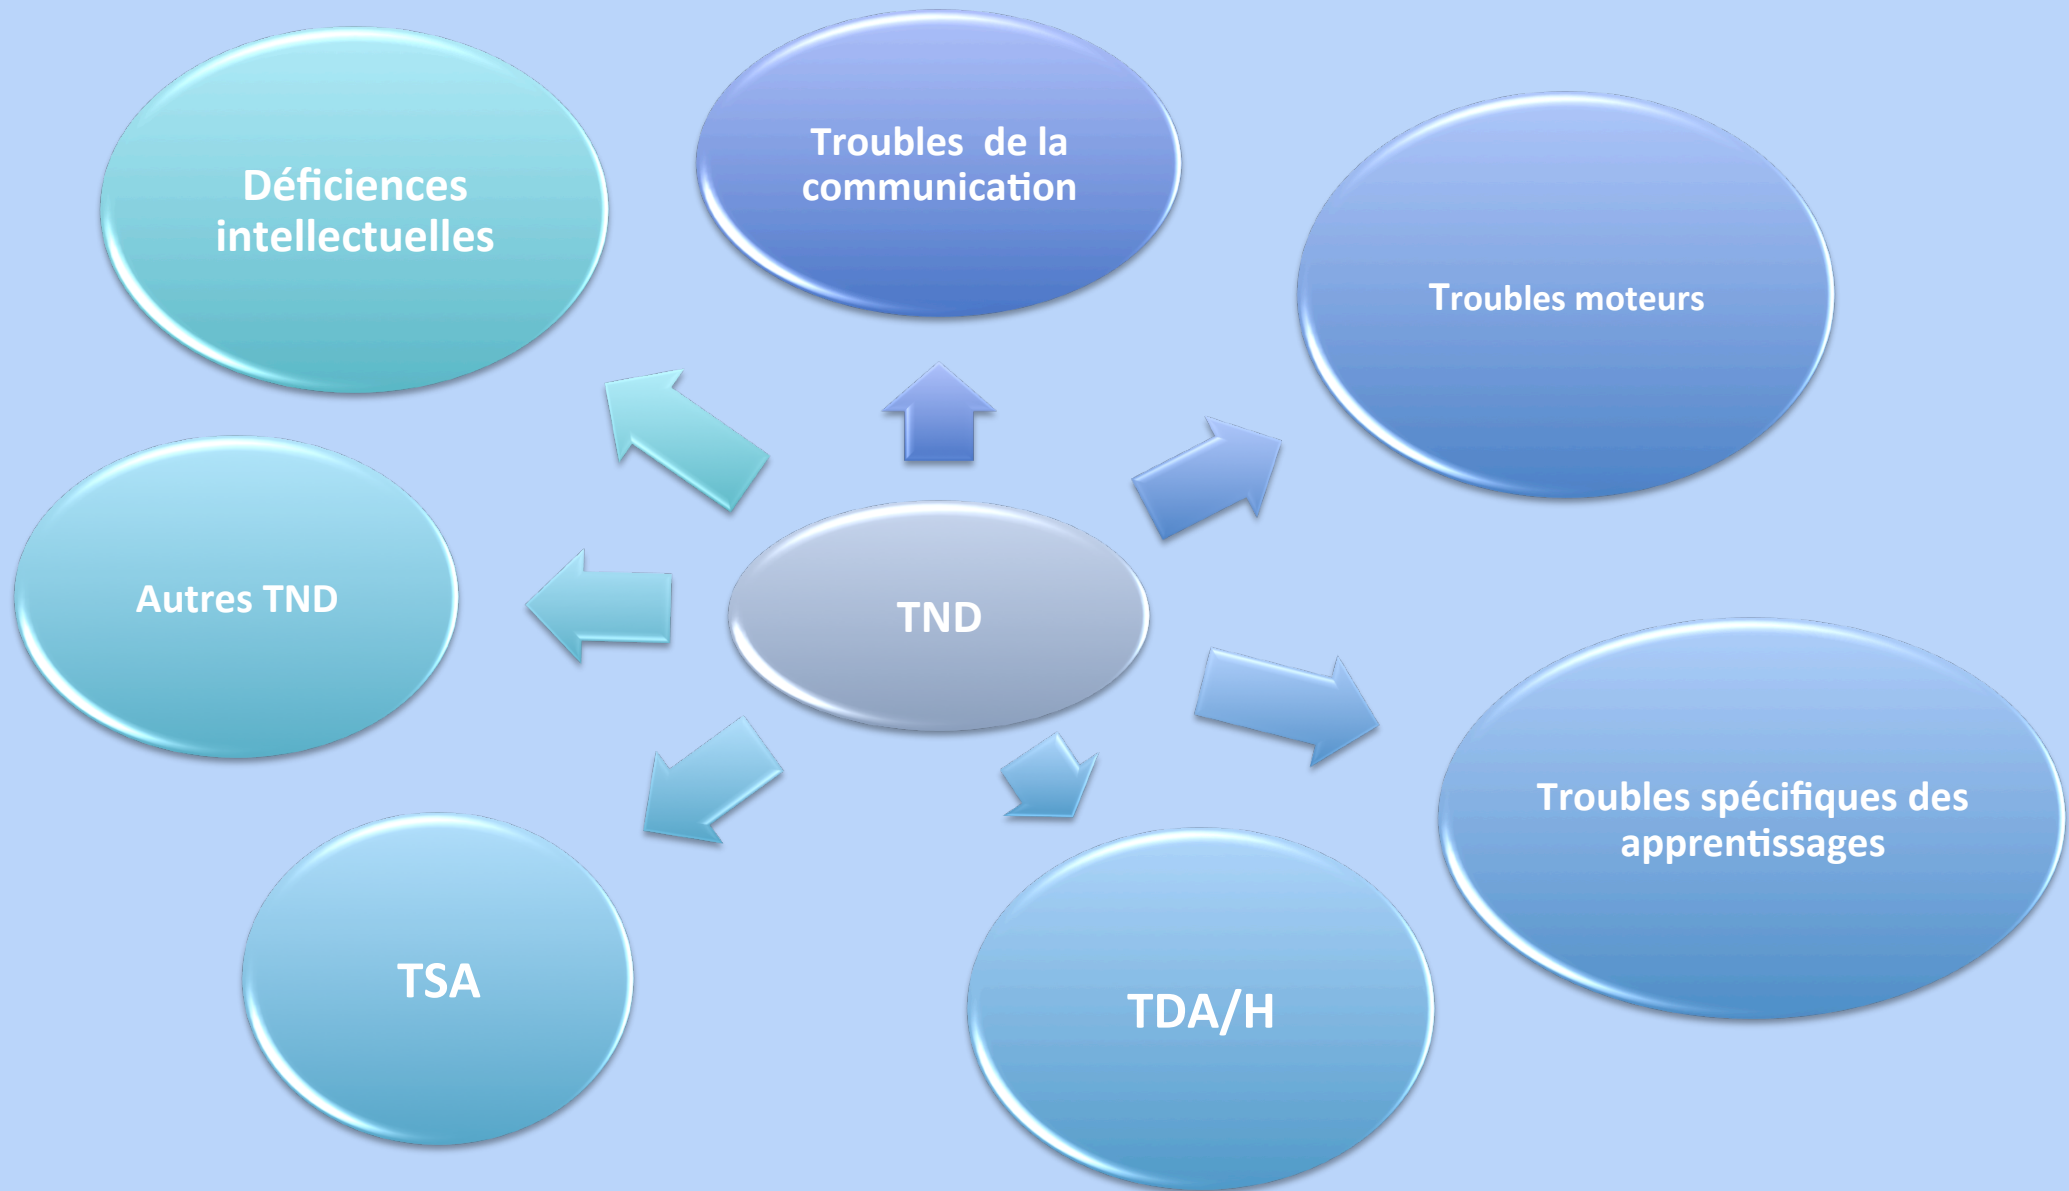 Troubles de la
communication
Déficiences
intellectuelles
Troubles moteurs
Autres TND
TND
Troubles spécifiques des
apprentissages
TSA
TDA/H